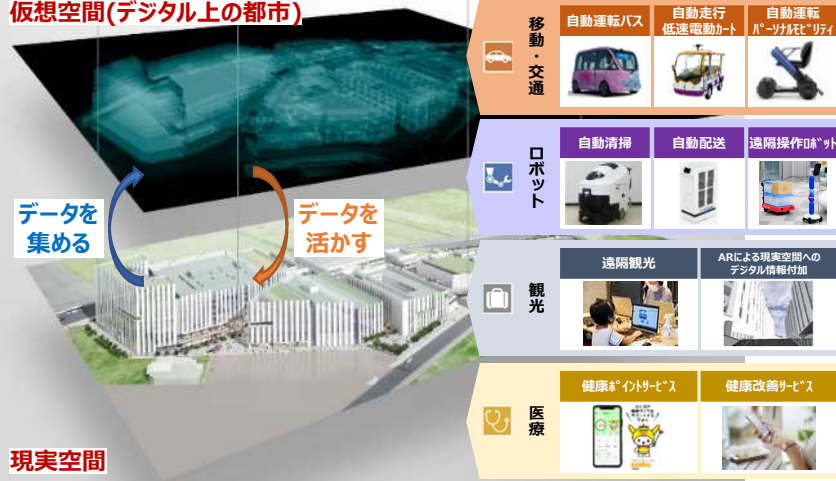 仮想空間(デジタル上の都市)
データを
集める
データを
活かす
現実空間
移動・交通
自動運転バス
自動走行
低速電動カート
自動運転
パーソナルモビリティ
ロボット
自動清掃
自動配送
遠隔操作ロボット
観光
遠隔観光
ARによる現実空間への
デジタル情報付加
医療
健康ポイントサービス
健康改善サービス